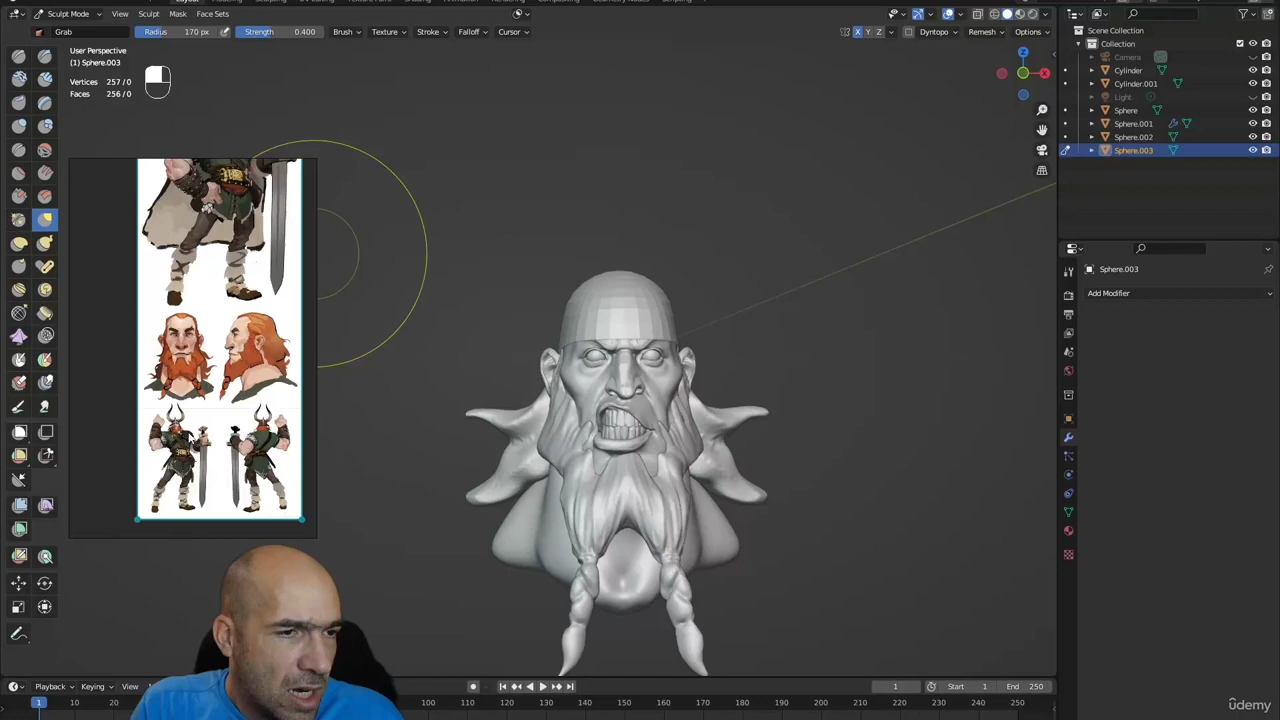 Layout
Sculpt Mode View Sculpt Mask Face Sets
Grab Radius 170 px Strength 0.400 Brush Texture Stroke Falloff Cursor X Y Z Dyntopo Remesh Options
User Perspective
(1) Sphere.003
Vertices 257 / 0
Faces 256 / 0
Z
X
Scene Collection
Collection
Camera
Cylinder
Cylinder.001
Light
Sphere
Sphere.001
Sphere.002
Sphere.003
Sphere.003
Add Modifier
Playback Keying View 1 Start 1 End 250
1 10 20 100 110 120 130 140 150 160 170 180 190 200 210 220 230 240 250
ûdemy